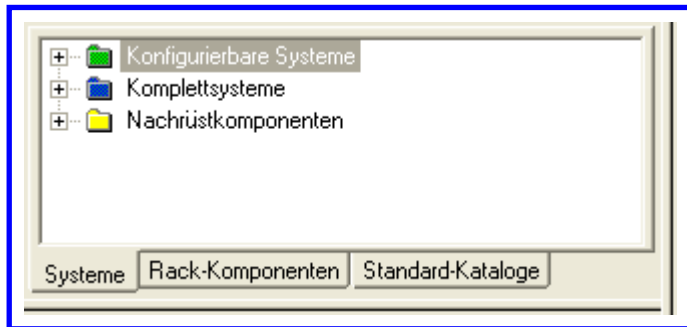 Konfigurierbare Systeme
Komplettsysteme
Nachrüstkomponenten
Systeme Rack-Komponenten Standard-Kataloge